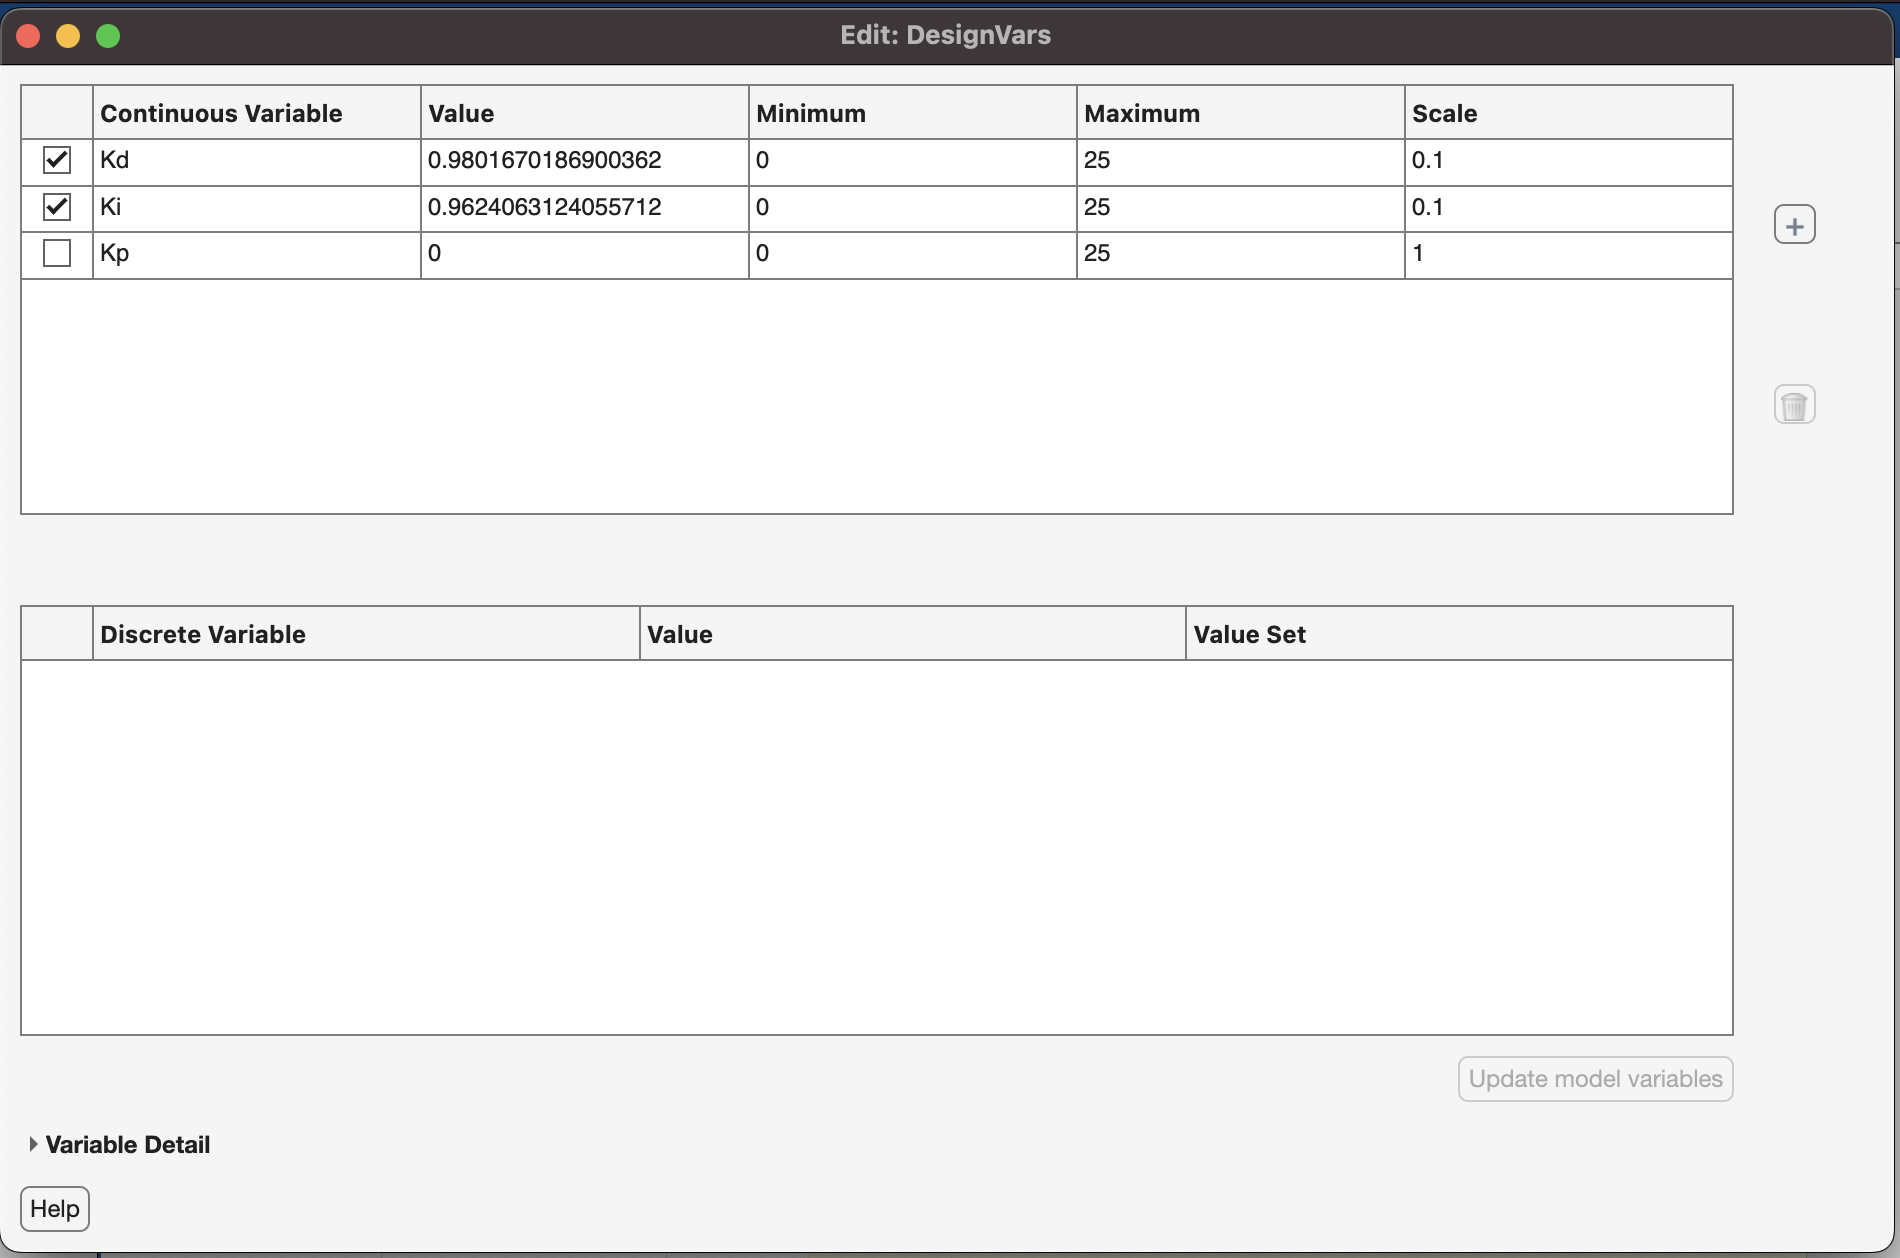 Edit: DesignVars
Continuous Variable Value Minimum Maximum Scale
Kd 0.9801670186900362 0 25 0.1
Ki 0.9624063124055712 0 25 0.1
Kp 0 0 25 1
+
Discrete Variable Value Value Set
Update model variables
Variable Detail
Help